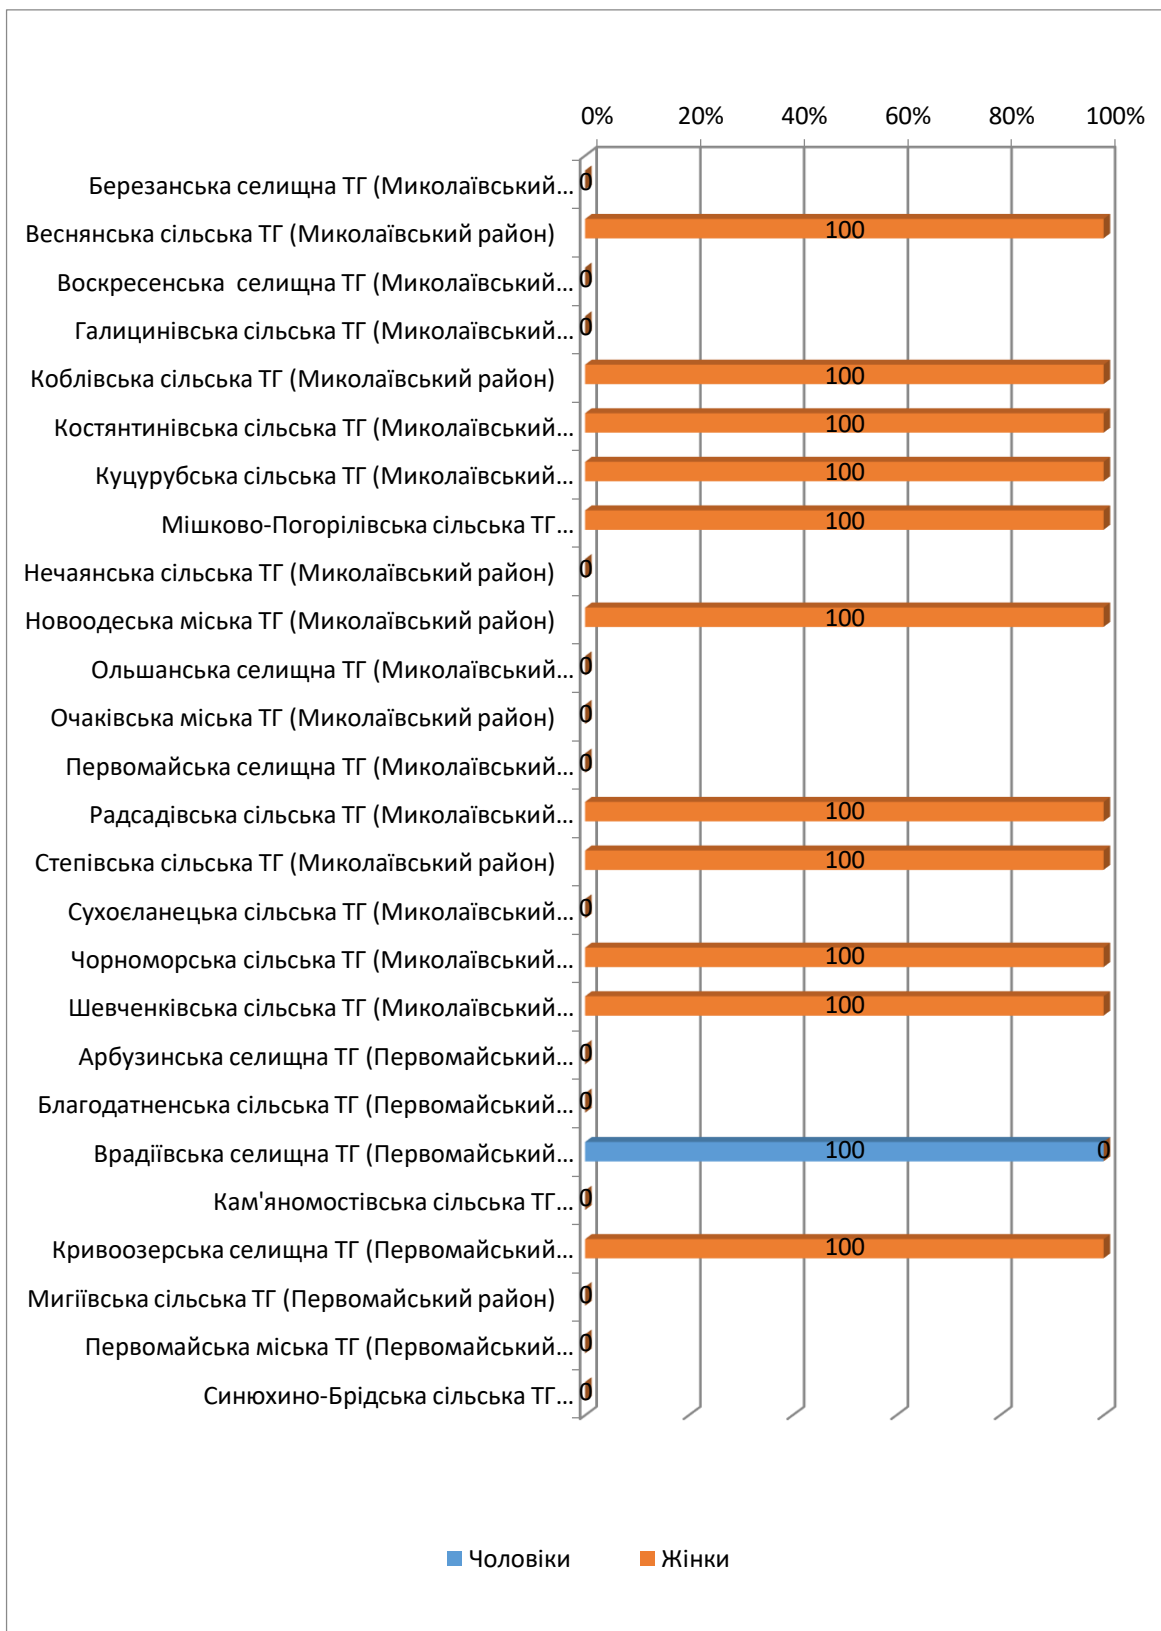 0% 20% 40% 60% 80% 100%
Березанська селищна ТГ (Миколаївський... 0
Веснянська сільська ТГ (Миколаївський район) 100
Воскресенська  селищна ТГ (Миколаївський... 0
Галицинівська сільська ТГ (Миколаївський... 0
Коблівська сільська ТГ (Миколаївський район) 100
Костянтинівська сільська ТГ (Миколаївський... 100
Куцурубська сільська ТГ (Миколаївський... 100
Мішково-Погорілівська сільська ТГ... 100
Нечаянська сільська ТГ (Миколаївський район) 0
Новоодеська міська ТГ (Миколаївський район) 100
Ольшанська селищна ТГ (Миколаївський... 0
Очаківська міська ТГ (Миколаївський район) 0
Первомайська селищна ТГ (Миколаївський... 0
Радсадівська сільська ТГ (Миколаївський... 100
Степівська сільська ТГ (Миколаївський район) 100
Сухоєланецька сільська ТГ (Миколаївський... 0
Чорноморська сільська ТГ (Миколаївський... 100
Шевченківська сільська ТГ (Миколаївський... 100
Арбузинська селищна ТГ (Первомайський... 0
Благодатненська сільська ТГ (Первомайський... 0
Врадіївська селищна ТГ (Первомайський... 100 0
Кам'яномостівська сільська ТГ... 0
Кривоозерська селищна ТГ (Первомайський... 100
Мигіївська сільська ТГ (Первомайський район) 0
Первомайська міська ТГ (Первомайський... 0
Синюхино-Брідська сільська ТГ... 0
Чоловіки Жінки